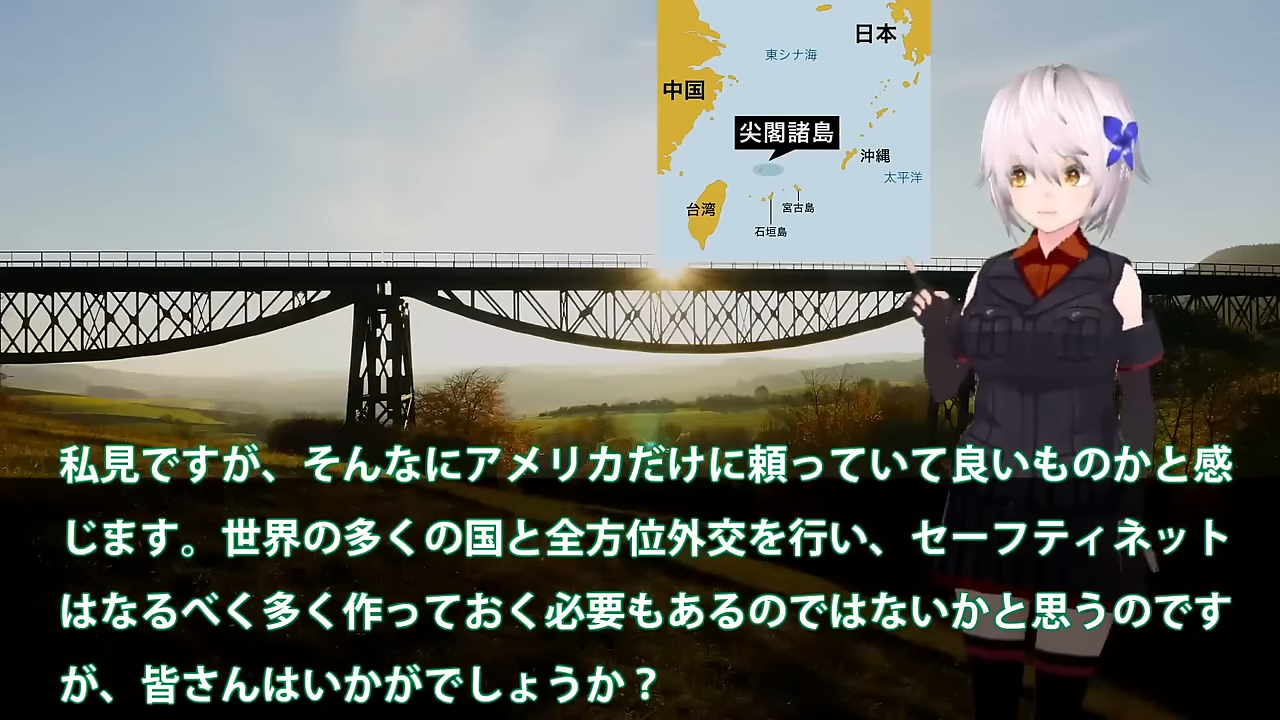 日本
東シナ海
中国
尖閣諸島
沖縄
太平洋
台湾
宮古島
石垣島
私見ですが、そんなにアメリカだけに頼っていて良いものかと感
じます。世界の多くの国と全方位外交を行い、セーフティネット
はなるべく多く作っておく必要もあるのではないかと思うのです
が、皆さんはいかがでしょうか？